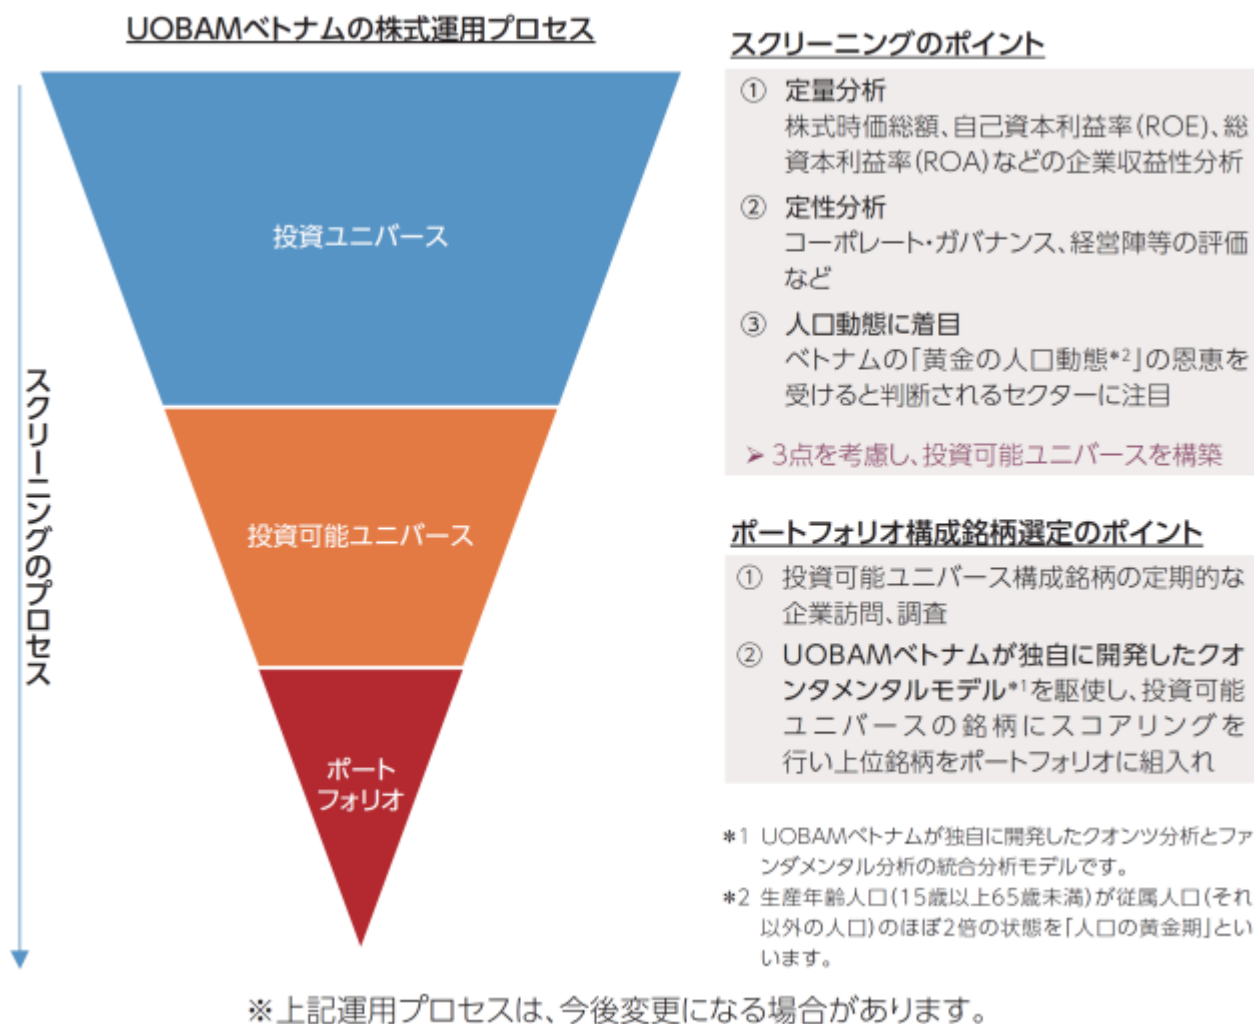 UOBAMベトナムの株式運用プロセス
スクリーニングのプロセス
投資ユニバース
投資可能ユニバース
ポート
フォリオ
スクリーニングのポイント
① 定量分析
株式時価総額、自己資本利益率(ROE)、総
資本利益率(ROA)などの企業収益性分析
② 定性分析
コーポレート・ガバナンス、経営陣等の評価
など
③ 人口動態に着目
ベトナムの「黄金の人口動態*2」の恩恵を
受けると判断されるセクターに注目
➢ 3点を考慮し、投資可能ユニバースを構築
ポートフォリオ構成銘柄選定のポイント
① 投資可能ユニバース構成銘柄の定期的な
企業訪問、調査
② UOBAMベトナムが独自に開発したクオ
ンタメンタルモデル*1を駆使し、投資可能
ユニバースの銘柄にスコアリングを
行い上位銘柄をポートフォリオに組入れ
*1 UOBAMベトナムが独自に開発したクオンツ分析とファ
ンダメンタル分析の統合分析モデルです。
*2 生産年齢人口(15歳以上65歳未満)が従属人口(それ
以外の人口)のほぼ2倍の状態を「人口の黄金期」とい
います。
※上記運用プロセスは、今後変更になる場合があります。